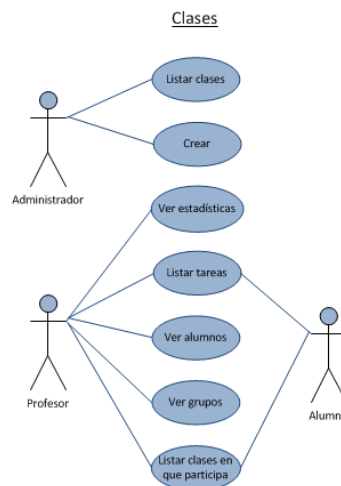 Clases
Listar clases
Crear
Administrador
Ver estadísticas
Listar tareas
Ver alumnos
Profesor
Alumn
Ver grupos
Listar clases en
que participa